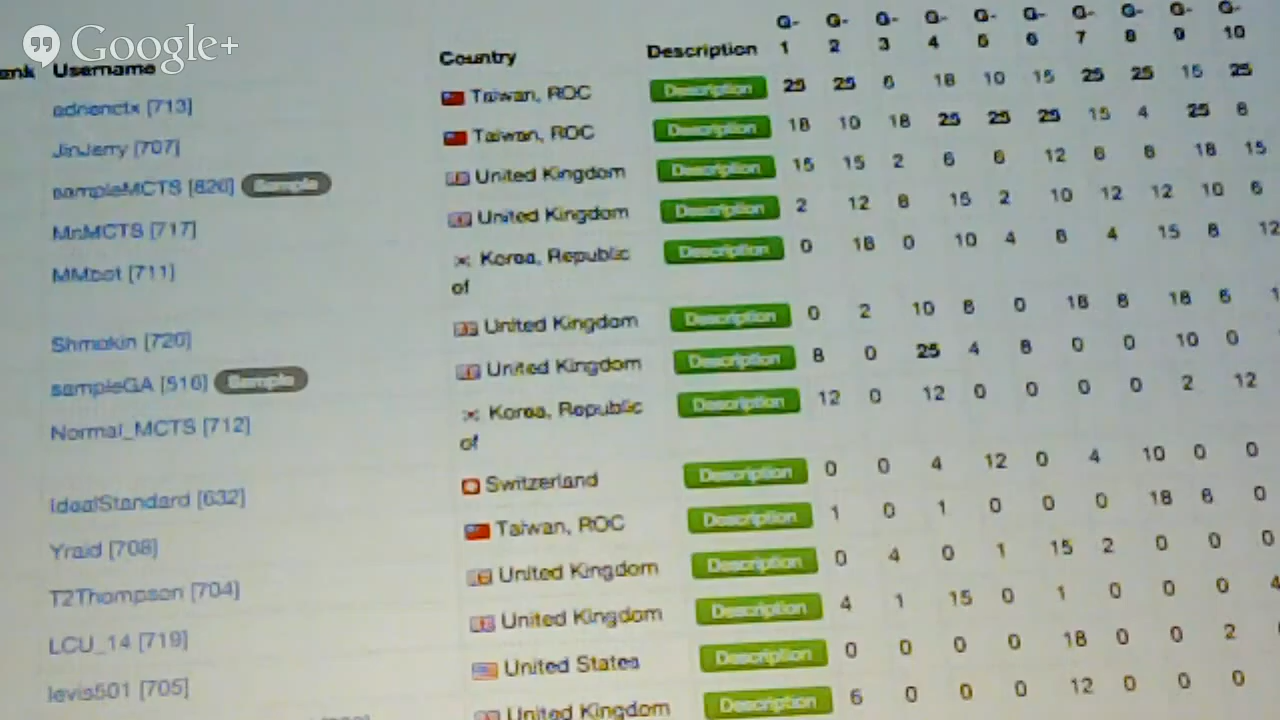 Google+
Username Country Description G-1 G-2 G-3 G-4 G-5 G-6 G-7 G-8 G-9 G-10
adnenctx [713] Taiwan, ROC Description 25 25 6 18 10 15 25 25 15 25
JinJerry [707] Taiwan, ROC Description 18 10 18 25 25 25 15 4 25 8
sampleMCTS [820] Sample United Kingdom Description 15 15 2 6 6 12 6 8 18 15
MnMCTS [717] United Kingdom Description 2 12 8 15 2 10 12 12 10 6
MMbot [711] Korea, Republic of Description 0 18 0 10 4 8 4 15 8 12
Shmokin [720] United Kingdom Description 0 2 10 8 0 18 8 18 6
sampleGA [516] Sample United Kingdom Description 8 0 25 4 8 0 0 10 0
Normal_MCTS [712] Korea, Republic of Description 12 0 12 0 0 0 0 2 12
IdealStandard [632] Switzerland Description 0 0 4 12 0 4 10 0 0
Yraid [708] Taiwan, ROC Description 1 0 1 0 0 0 18 6 0
T2Thompson [704] United Kingdom Description 0 4 0 1 15 2 0 0 0
LCU_14 [719] United Kingdom Description 4 1 15 0 1 0 0 0 4
levis501 [705] United States Description 0 0 0 0 18 0 0 2
United Kingdom Description 6 0 0 0 12 0 0 0